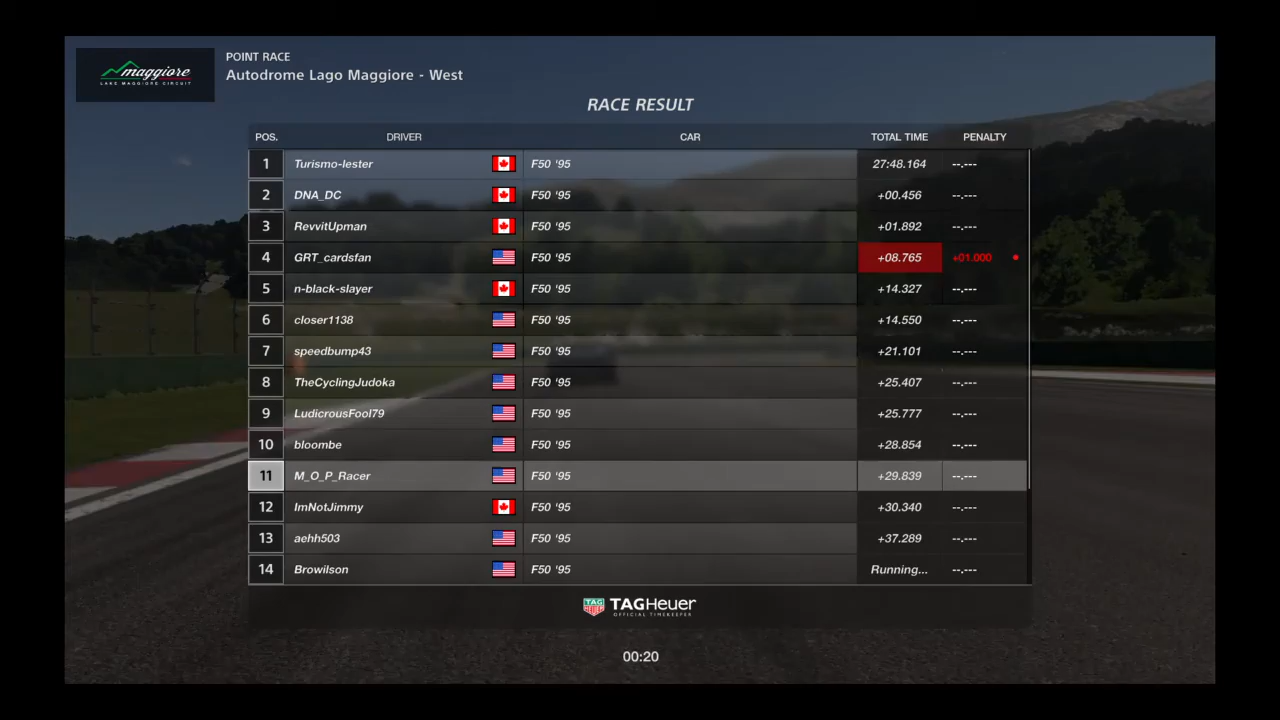 maggiore
LAKE MAGGIORE CIRCUIT
POINT RACE
Autodrome Lago Maggiore - West
RACE RESULT
POS. DRIVER CAR TOTAL TIME PENALTY
1 Turismo-lester F50 '95 27:48.164 --.---
2 DNA_DC F50 '95 +00.456 --.---
3 RevvitUpman F50 '95 +01.892 --.---
4 GRT_cardsfan F50 '95 +08.765 +01.000
5 n-black-slayer F50 '95 +14.327 --.---
6 closer1138 F50 '95 +14.550 --.---
7 speedbump43 F50 '95 +21.101 --.---
8 TheCyclingJudoka F50 '95 +25.407 --.---
9 LudicrousFool79 F50 '95 +25.777 --.---
10 bloombe F50 '95 +28.854 --.---
11 M_O_P_Racer F50 '95 +29.839 --.---
12 ImNotJimmy F50 '95 +30.340 --.---
13 aehh503 F50 '95 +37.289 --.---
14 Browilson F50 '95 Running... --.---
TAG HEUER TAGHeuer
OFFICIAL TIMEKEEPER
00:20